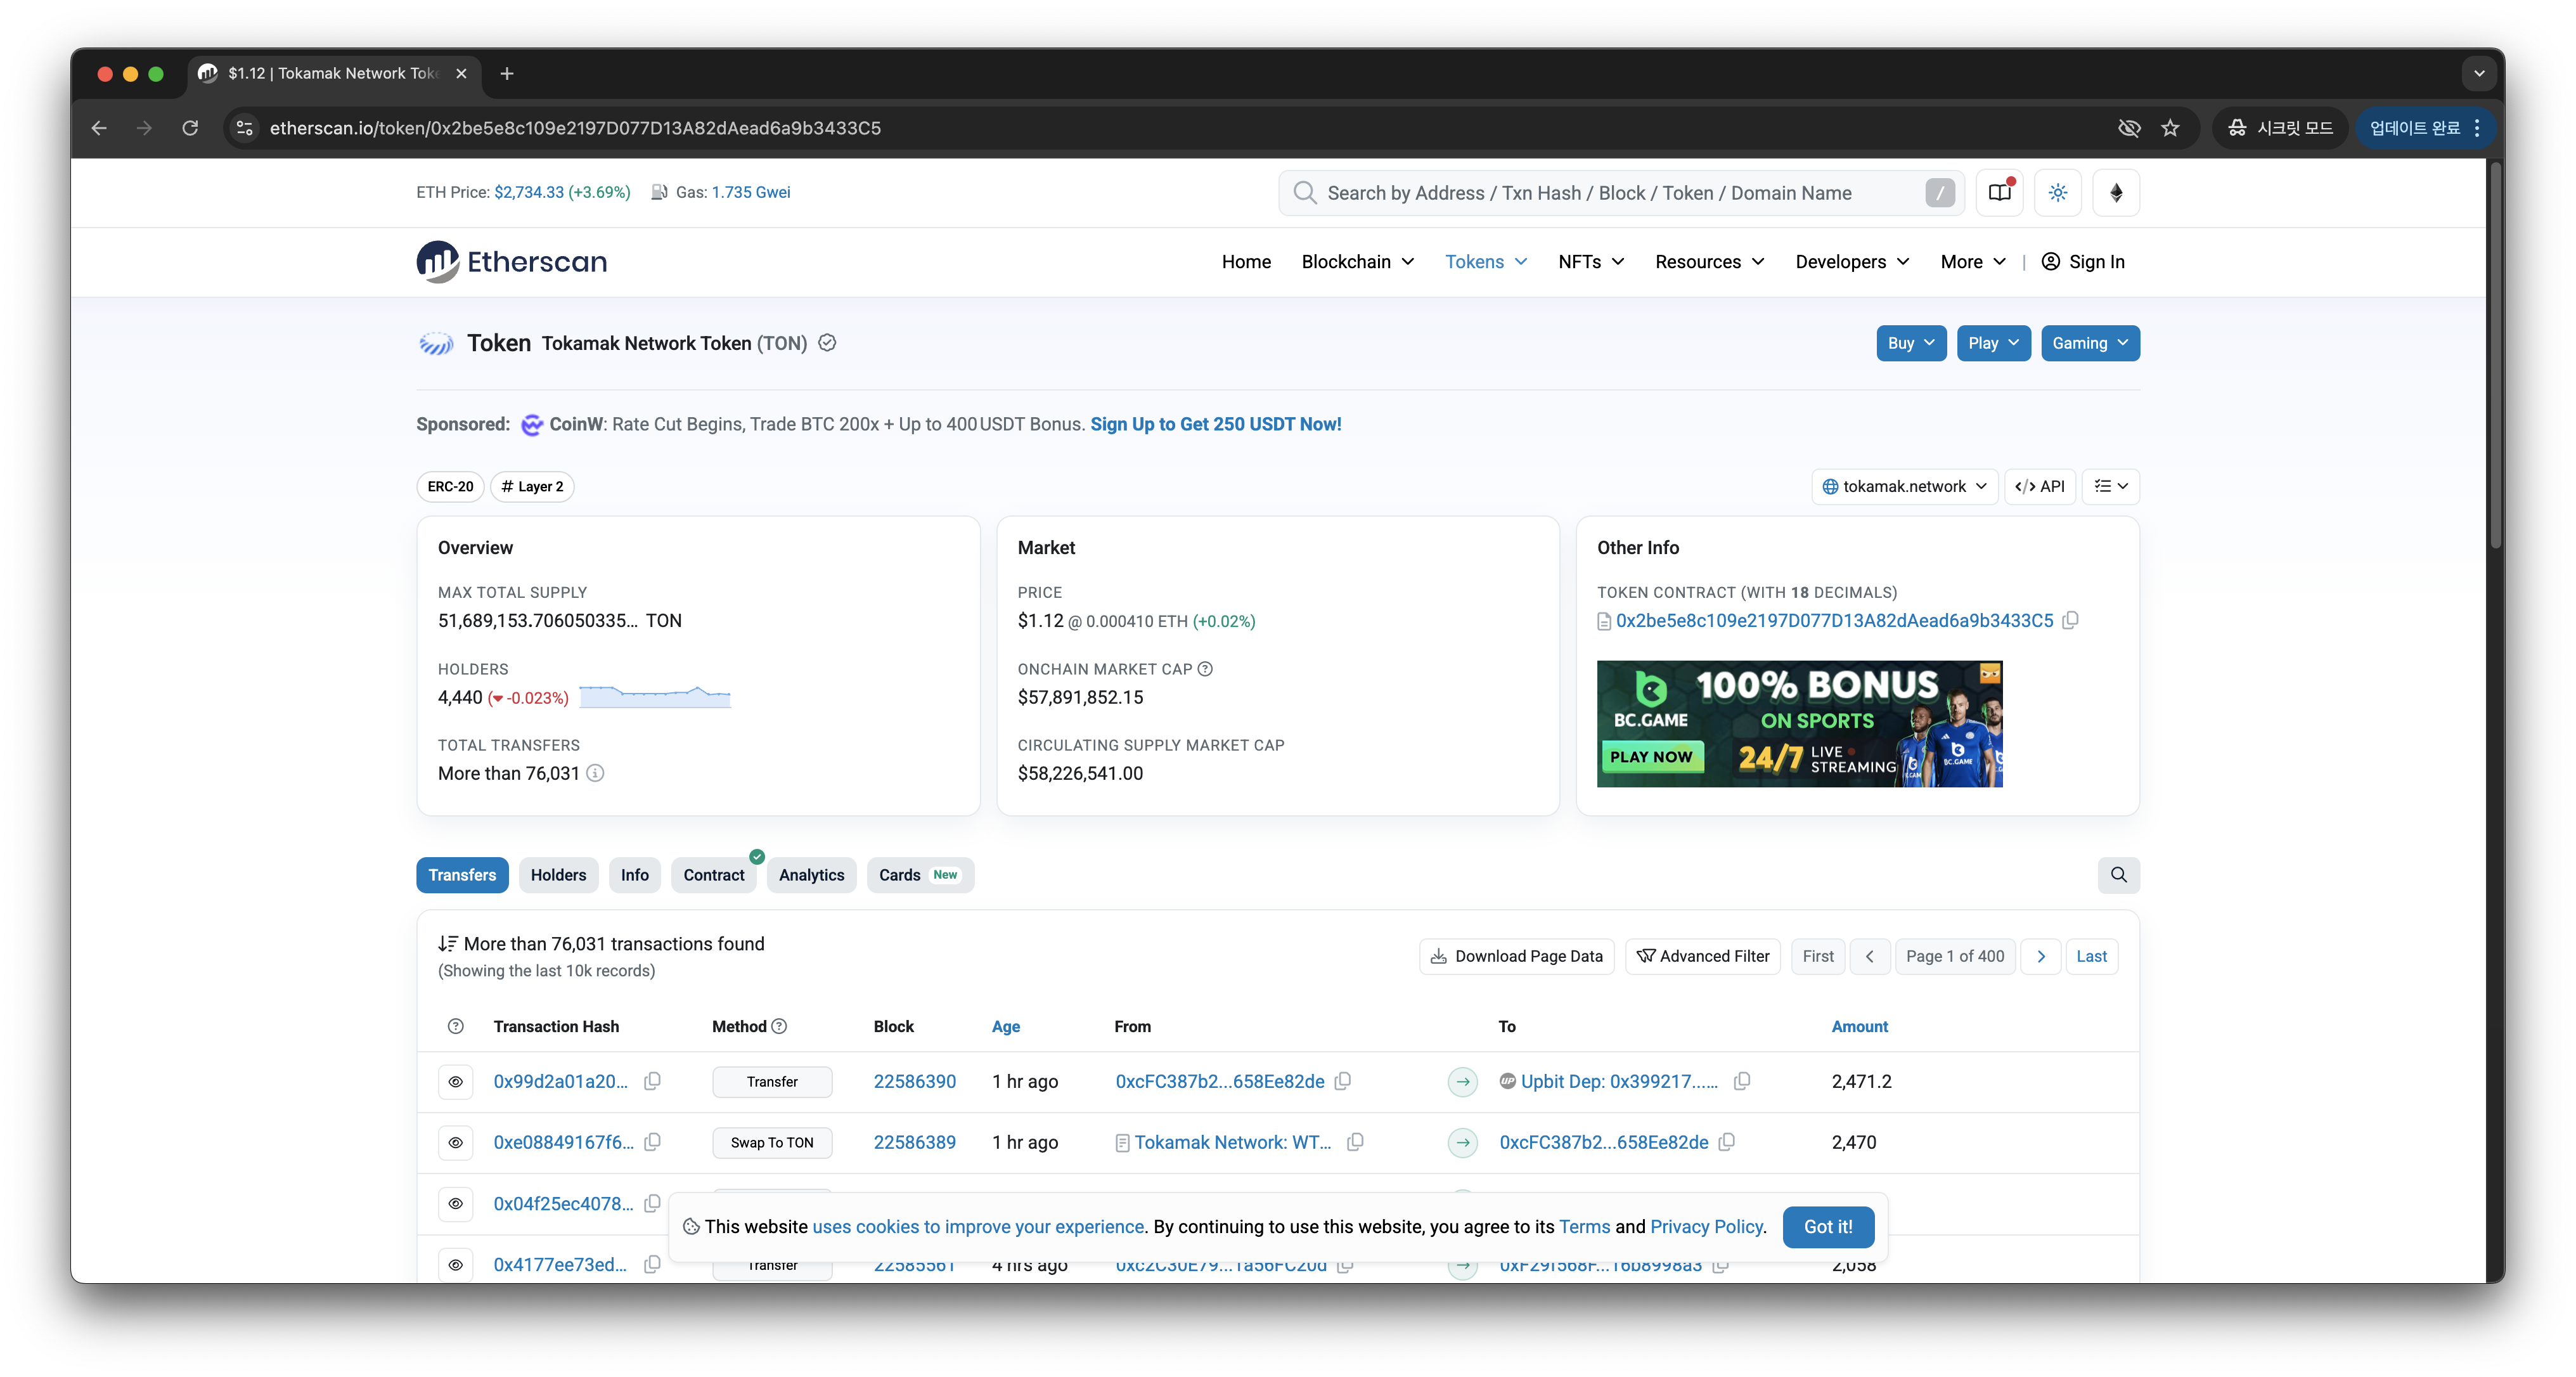 $1.12 | Tokamak Network Toke
etherscan.io/token/0x2be5e8c109e2197D077D13A82dAead6a9b3433C5
시크릿 모드
업데이트 완료
ETH Price: $2,734.33 (+3.69%) Gas: 1.735 Gwei
Search by Address / Txn Hash / Block / Token / Domain Name /
Etherscan
Home Blockchain Tokens NFTs Resources Developers More | Sign In
Token Tokamak Network Token (TON)
Buy Play Gaming
Sponsored: CoinW: Rate Cut Begins, Trade BTC 200x + Up to 400USDT Bonus. Sign Up to Get 250 USDT Now!
ERC-20 # Layer 2
tokamak.network </> API
Overview
MAX TOTAL SUPPLY
51,689,153.706050335... TON
HOLDERS
4,440 (-0.023%)
TOTAL TRANSFERS
More than 76,031
Market
PRICE
$1.12 @ 0.000410 ETH (+0.02%)
ONCHAIN MARKET CAP
$57,891,852.15
CIRCULATING SUPPLY MARKET CAP
$58,226,541.00
Other Info
TOKEN CONTRACT (WITH 18 DECIMALS)
0x2be5e8c109e2197D077D13A82dAead6a9b3433C5
100% BONUS
ON SPORTS
BC.GAME
PLAY NOW
24/7 LIVE STREAMING
Transfers Holders Info Contract Analytics Cards New
More than 76,031 transactions found
(Showing the last 10k records)
Download Page Data Advanced Filter First Page 1 of 400 Last
Transaction Hash Method Block Age From To Amount
0x99d2a01a20... Transfer 22586390 1 hr ago 0xcFC387b2...658Ee82de Upbit Dep: 0x399217...... 2,471.2
0xe08849167f6... Swap To TON 22586389 1 hr ago Tokamak Network: WT... 0xcFC387b2...658Ee82de 2,470
0x04f25ec4078...
This website uses cookies to improve your experience. By continuing to use this website, you agree to its Terms and Privacy Policy. Got it!
0x4177ee73ed... Transfer 22585561 4 hrs ago 0xc2C30E79...1a56FC20d 0xF29f568F...16b8998a3 2,058